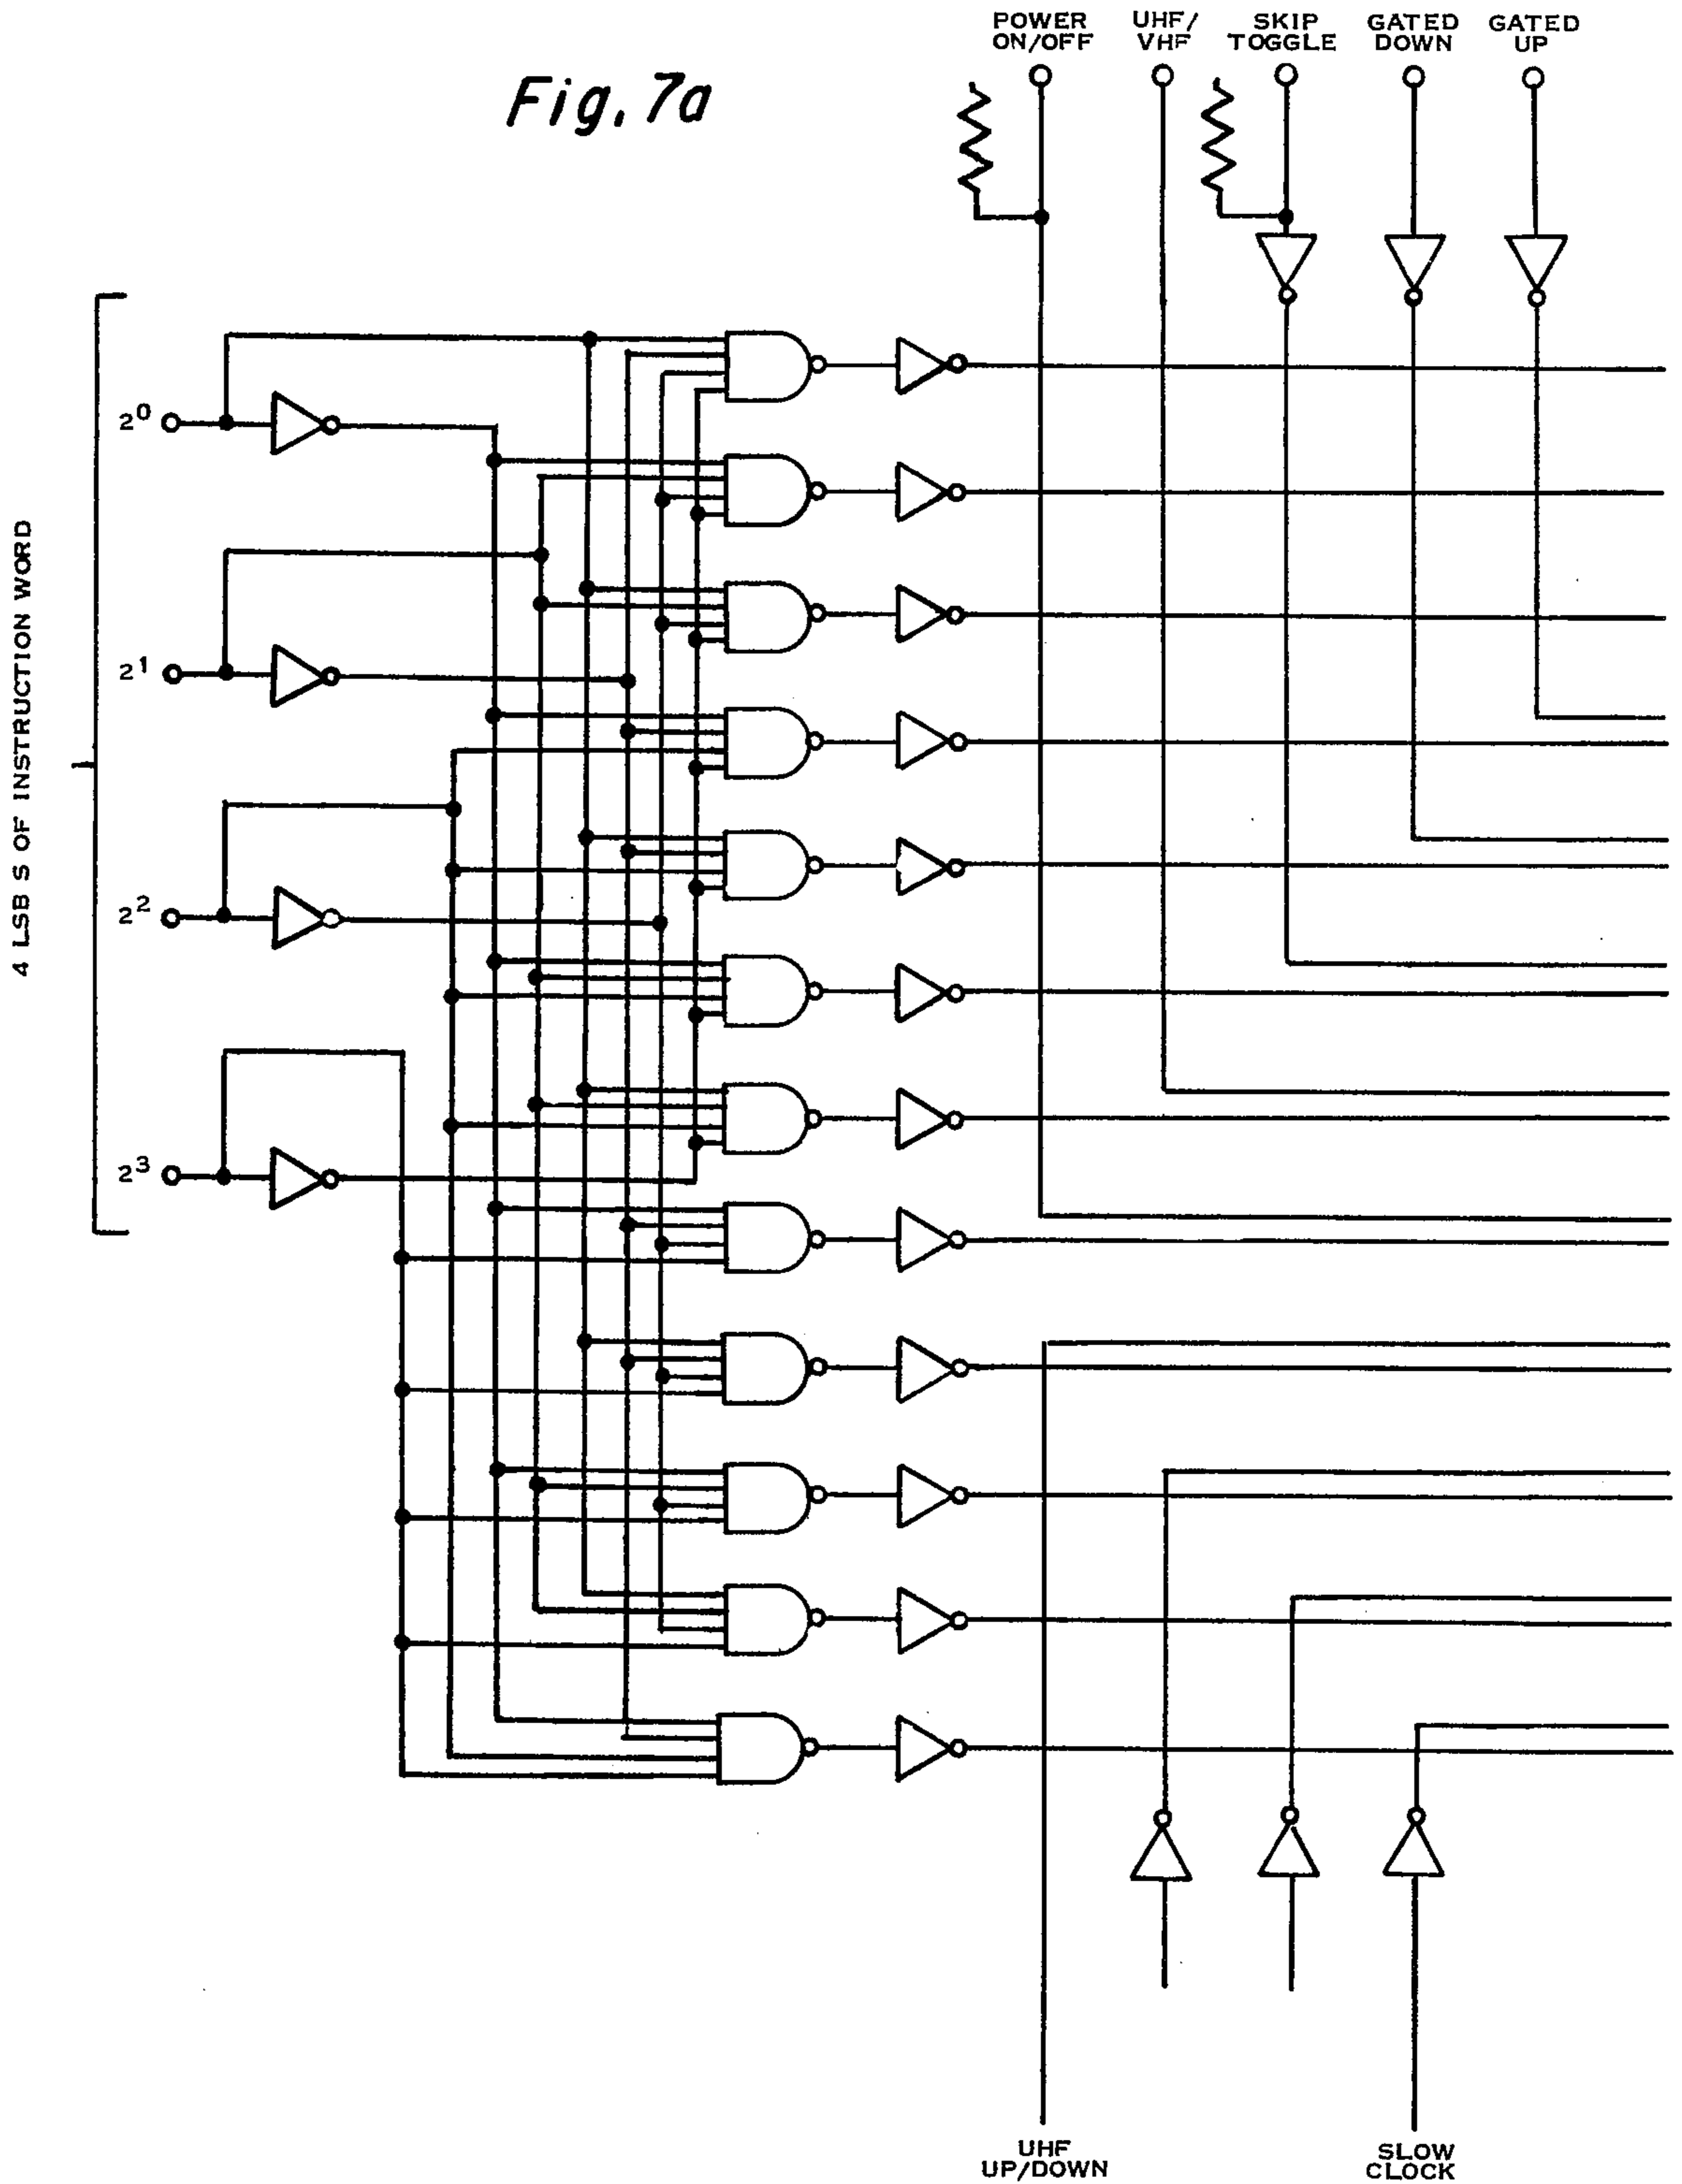 POWER
ON/OFF
UHF/
VHF
SKIP
TOGGLE
GATED
DOWN
GATED
UP
Fig. 7a
4 LSB S OF INSTRUCTION WORD
2⁰
2¹
2²
2³
UHF
UP/DOWN
SLOW
CLOCK